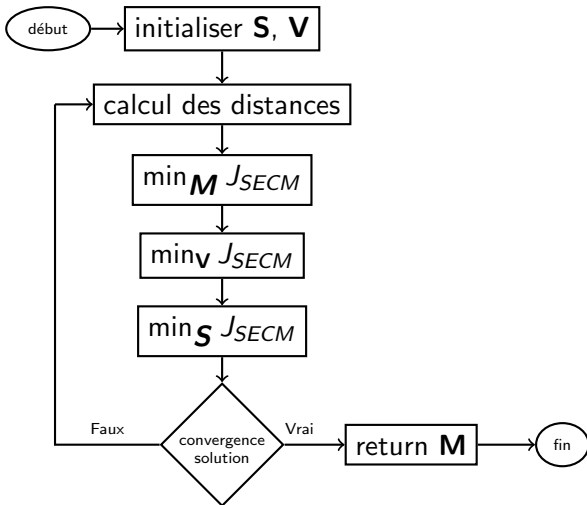 début
initialiser S, V
calcul des distances
min_M J_SECM
min_V J_SECM
min_S J_SECM
Faux
convergence
solution
Vrai
return M
fin